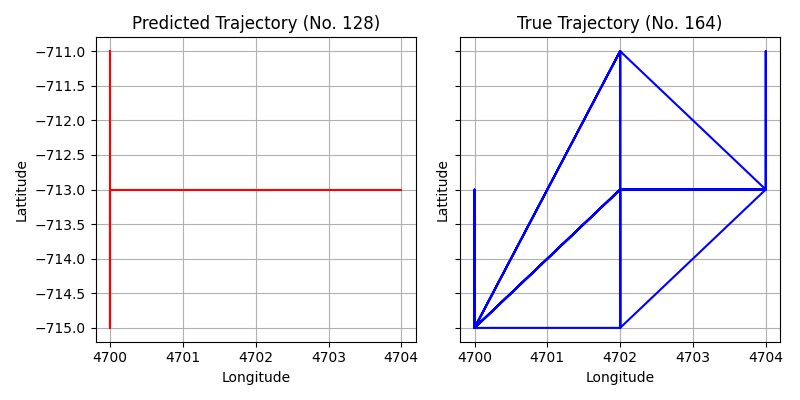 Predicted Trajectory (No. 128)
True Trajectory (No. 164)
−711.0
−711.5
−712.0
−712.5
−713.0
−713.5
−714.0
−714.5
−715.0
Lattitude
Lattitude
4700 4701 4702 4703 4704
4700 4701 4702 4703 4704
Longitude
Longitude